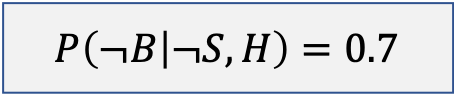 P(¬B|¬S, H) = 0.7